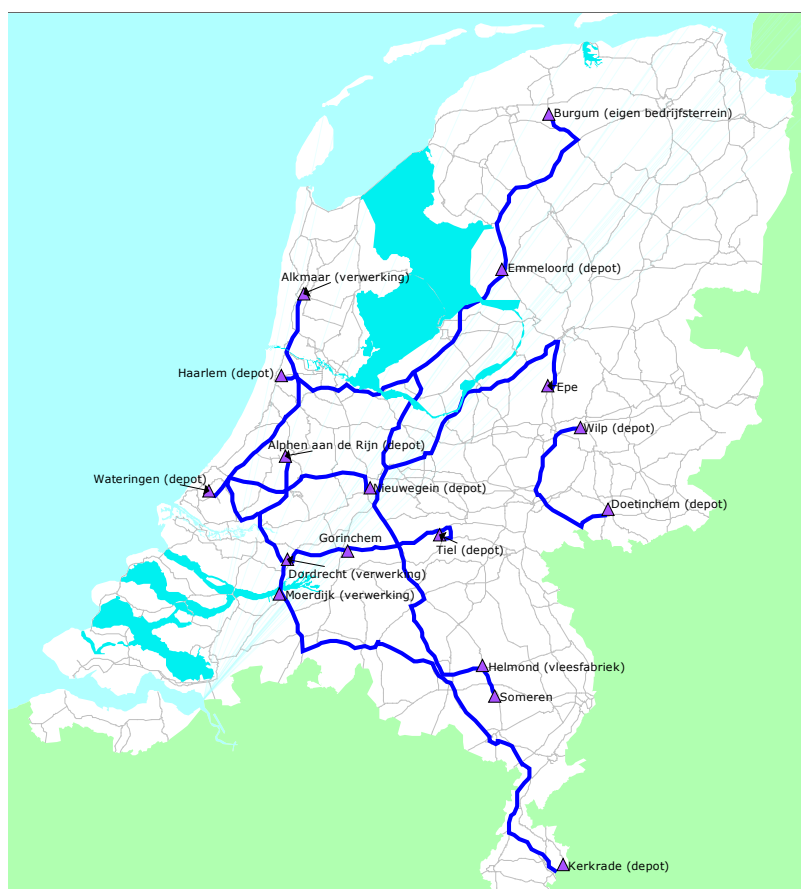 Burgum (eigen bedrijfsterrein)
Emmeloord (depot)
Alkmaar (verwerking)
Haarlem (depot)
Epe
Wilp (depot)
Alphen aan de Rijn (depot)
Wateringen (depot)
Nieuwegein (depot)
Doetinchem (depot)
Gorinchem
Tiel (depot)
Dordrecht (verwerking)
Moerdijk (verwerking)
Helmond (vleesfabriek)
Someren
Kerkrade (depot)